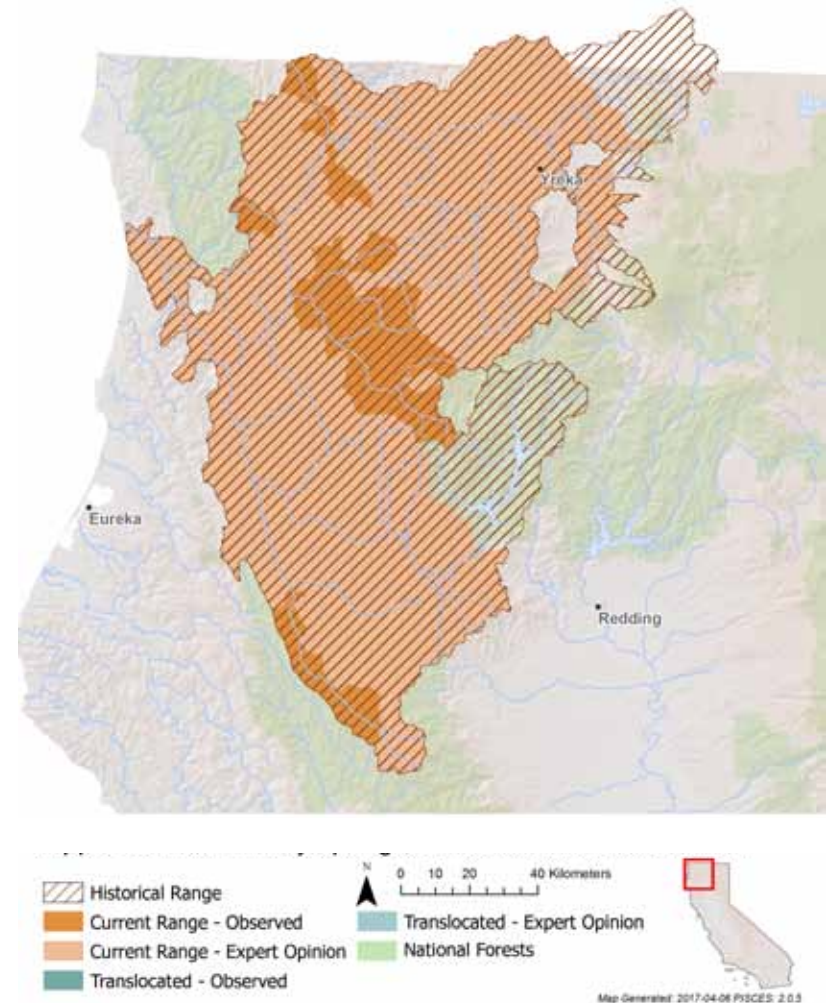 Yreka
Eureka
Redding
N
0 10 20 40 Kilometers
Historical Range
Current Range - Observed
Current Range - Expert Opinion
Translocated - Observed
Translocated - Expert Opinion
National Forests
Map Generated: 2017-04-06 PISCES: 2.0.5